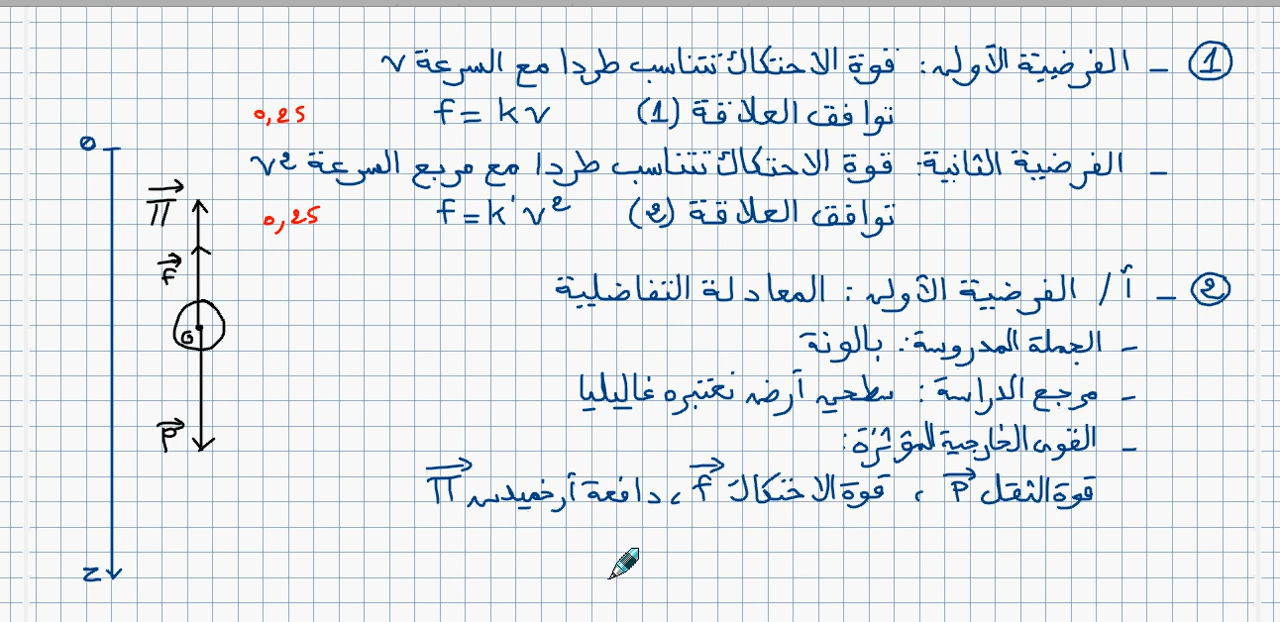 ① - الفرضية الأولى: قوة الاحتكاك تتناسب طردا مع السرعة v
توافق العلاقة (1) f = kv 0,25
- الفرضية الثانية: قوة الاحتكاك تتناسب طردا مع مربع السرعة v²
توافق العلاقة (2) f = k'v² 0,25
② - أ / الفرضية الأولى: المعادلة التفاضلية
- الجملة المدروسة: بالونة
- مرجع الدراسة: سطحي أرضي نعتبره غاليليا
- القوى الخارجية المؤثرة:
قوة الثقل P، قوة الاحتكاك f، دافعة أرخميدس π
O
π
f
G
P
z